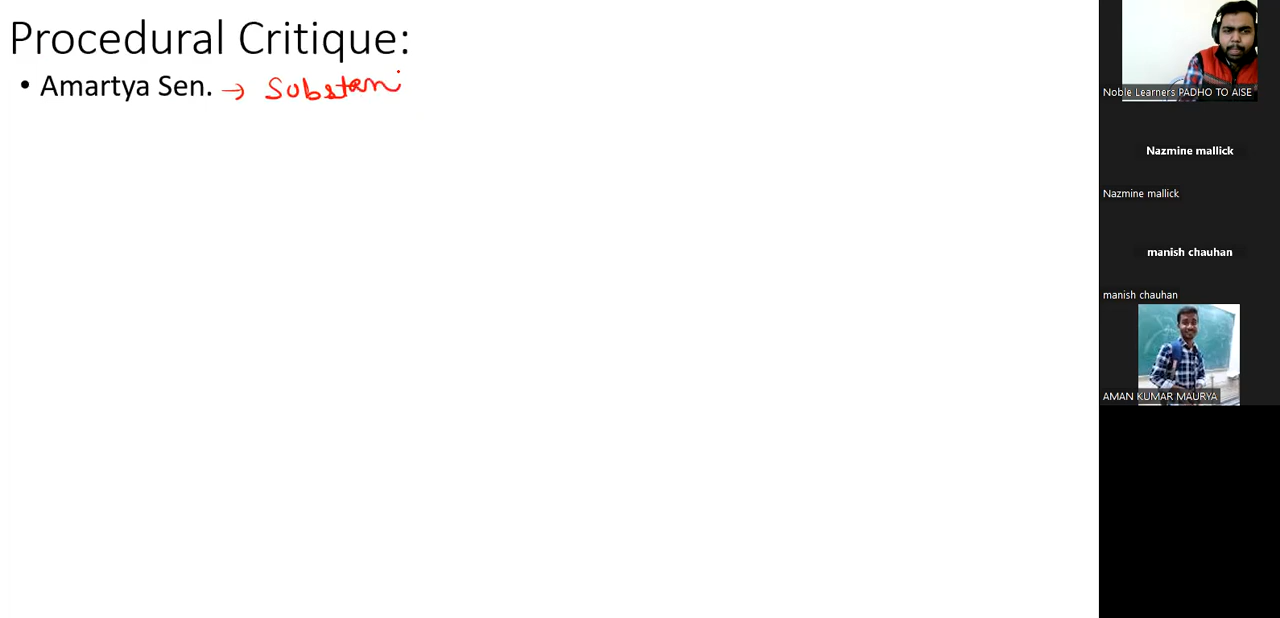 Procedural Critique:
• Amartya Sen. → Substani
Noble Learners PADHO TO AISE
Nazmine mallick
Nazmine mallick
manish chauhan
manish chauhan
AMAN KUMAR MAURYA